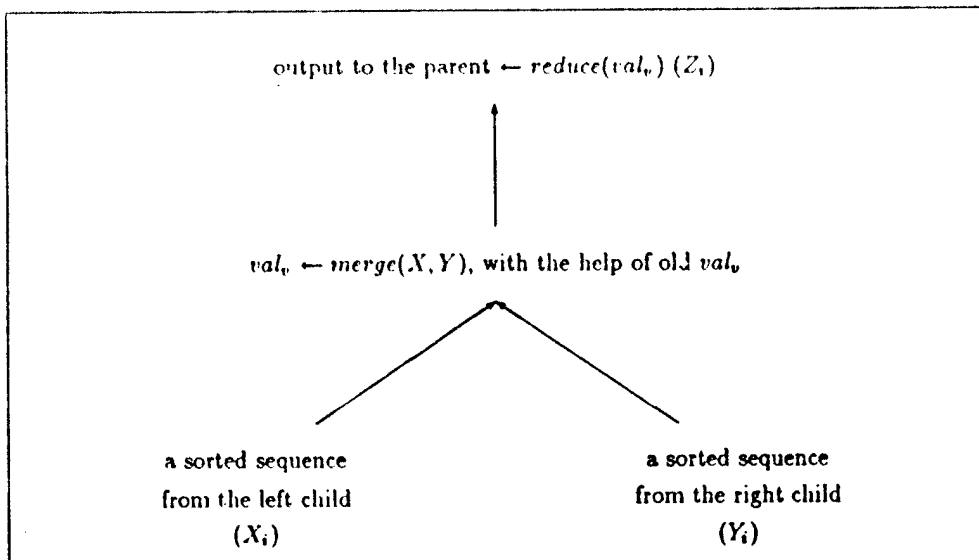 output to the parent ← reduce(val_v) (Z_i)
val_v ← merge(X, Y), with the help of old val_v
a sorted sequence
from the left child
(X_i)
a sorted sequence
from the right child
(Y_i)